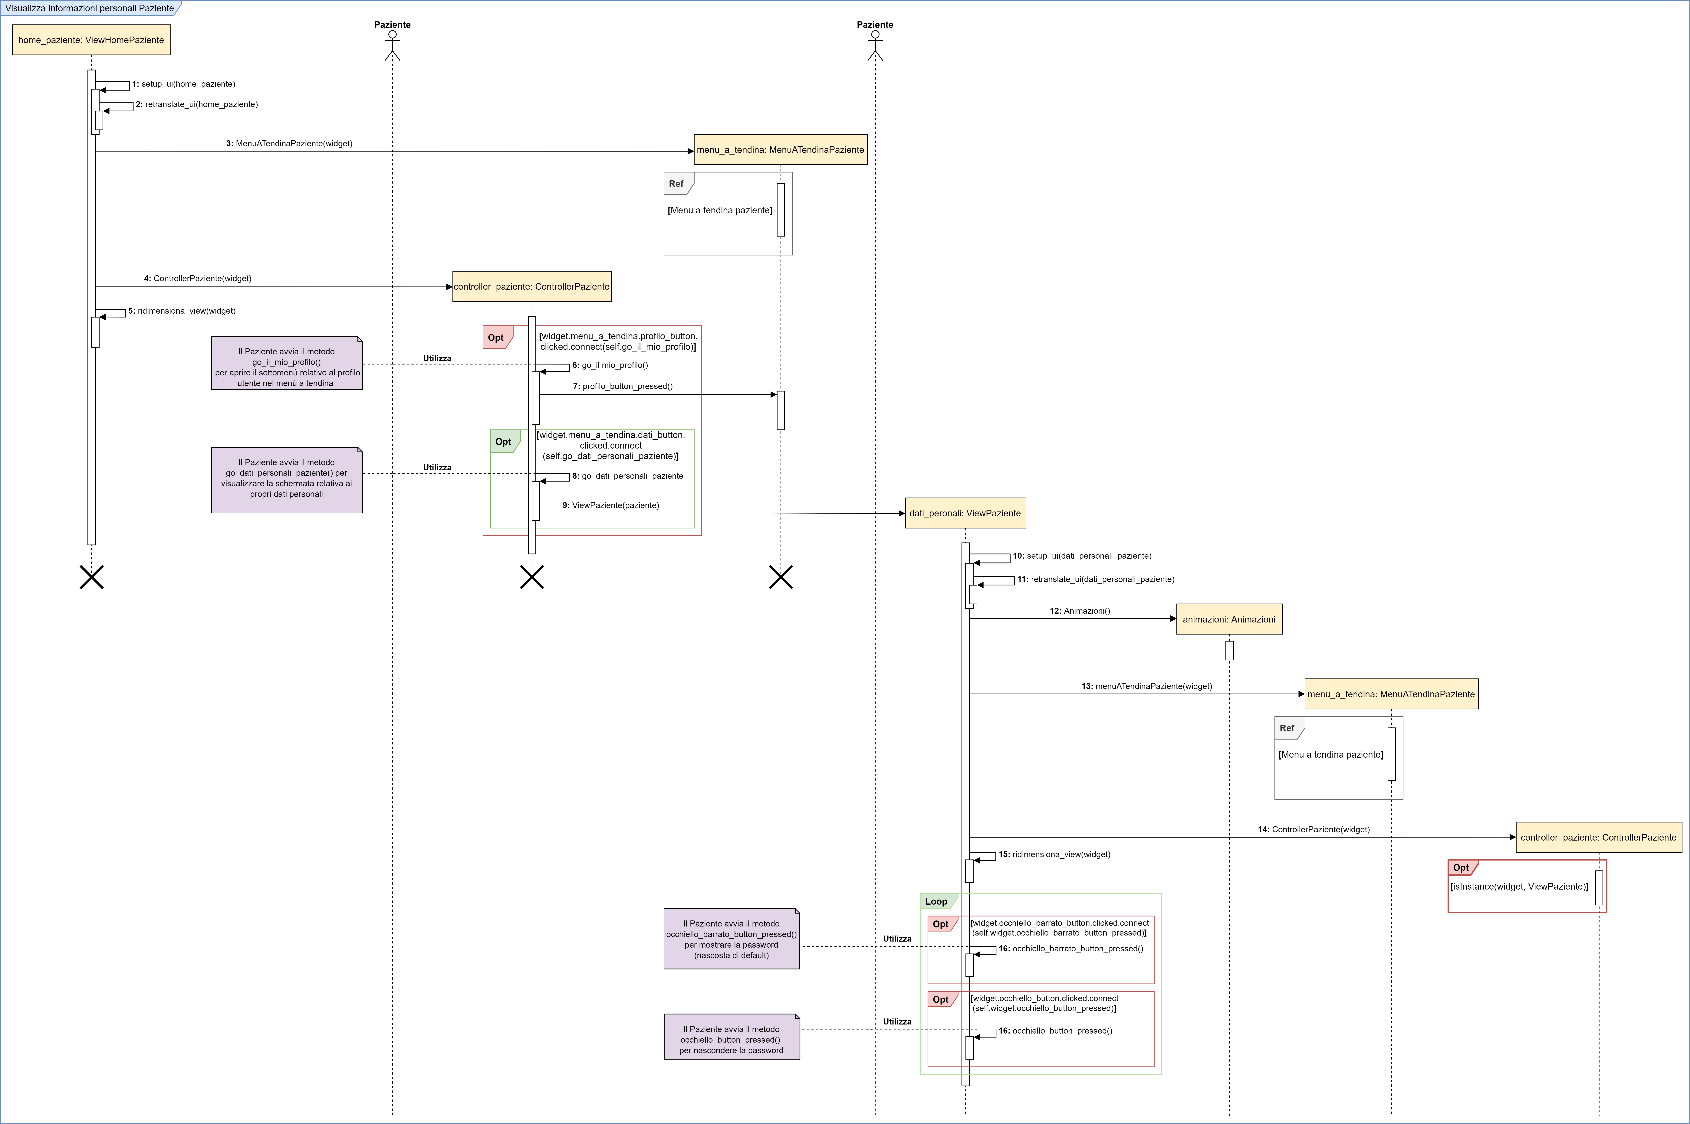 Visualizza Informazioni personali Paziente
home_paziente: ViewHomePaziente
Paziente
Paziente
1: setup_ui(home_paziente)
2: retranslate_ui(home_paziente)
3: MenuATendinaPaziente(widget)
menu_a_tendina: MenuATendinaPaziente
Ref
[Menu a tendina paziente]
4: ControllerPaziente(widget)
controller_paziente: ControllerPaziente
5: ridimensiona_view(widget)
Opt
[widget.menu_a_tendina.profilo_button.
clicked.connect(self.go_il_mio_profilo)]
Il Paziente avvia il metodo
go_il_mio_profilo()
per aprire il sottomenù relativo al profilo
utente nel menù a tendina
Utilizza
6: go_il_mio_profilo()
7: profilo_button_pressed()
Opt
[widget.menu_a_tendina.dati_button.
clicked.connect
(self.go_dati_personali_paziente)]
Il Paziente avvia il metodo
go_dati_personali_paziente() per
visualizzare la schermata relativa ai
propri dati personali
Utilizza
8: go_dati_personali_paziente
9: ViewPaziente(paziente)
dati_peronali: ViewPaziente
10: setup_ui(dati_personali_paziente)
11: retranslate_ui(dati_personali_paziente)
12: Animazioni()
animazioni: Animazioni
13: menuATendinaPaziente(widget)
menu_a_tendina: MenuATendinaPaziente
Ref
[Menu a tendina paziente]
14: ControllerPaziente(widget)
controller_paziente: ControllerPaziente
15: ridimensiona_view(widget)
Opt
[isInstance(widget, ViewPaziente)]
Loop
Opt
[widget.occhiello_barrato_button.clicked.connect
(self.widget.occhiello_barrato_button_pressed)]
Il Paziente avvia il metodo
occhiello_barrato_button_pressed()
per mostrare la password
(nascosta di default)
Utilizza
16: occhiello_barrato_button_pressed()
Opt
[widget.occhiello_button.clicked.connect
(self.widget.occhiello_button_pressed)]
Il Paziente avvia il metodo
occhiello_button_pressed()
per nascondere la password
Utilizza
16: occhiello_button_pressed()